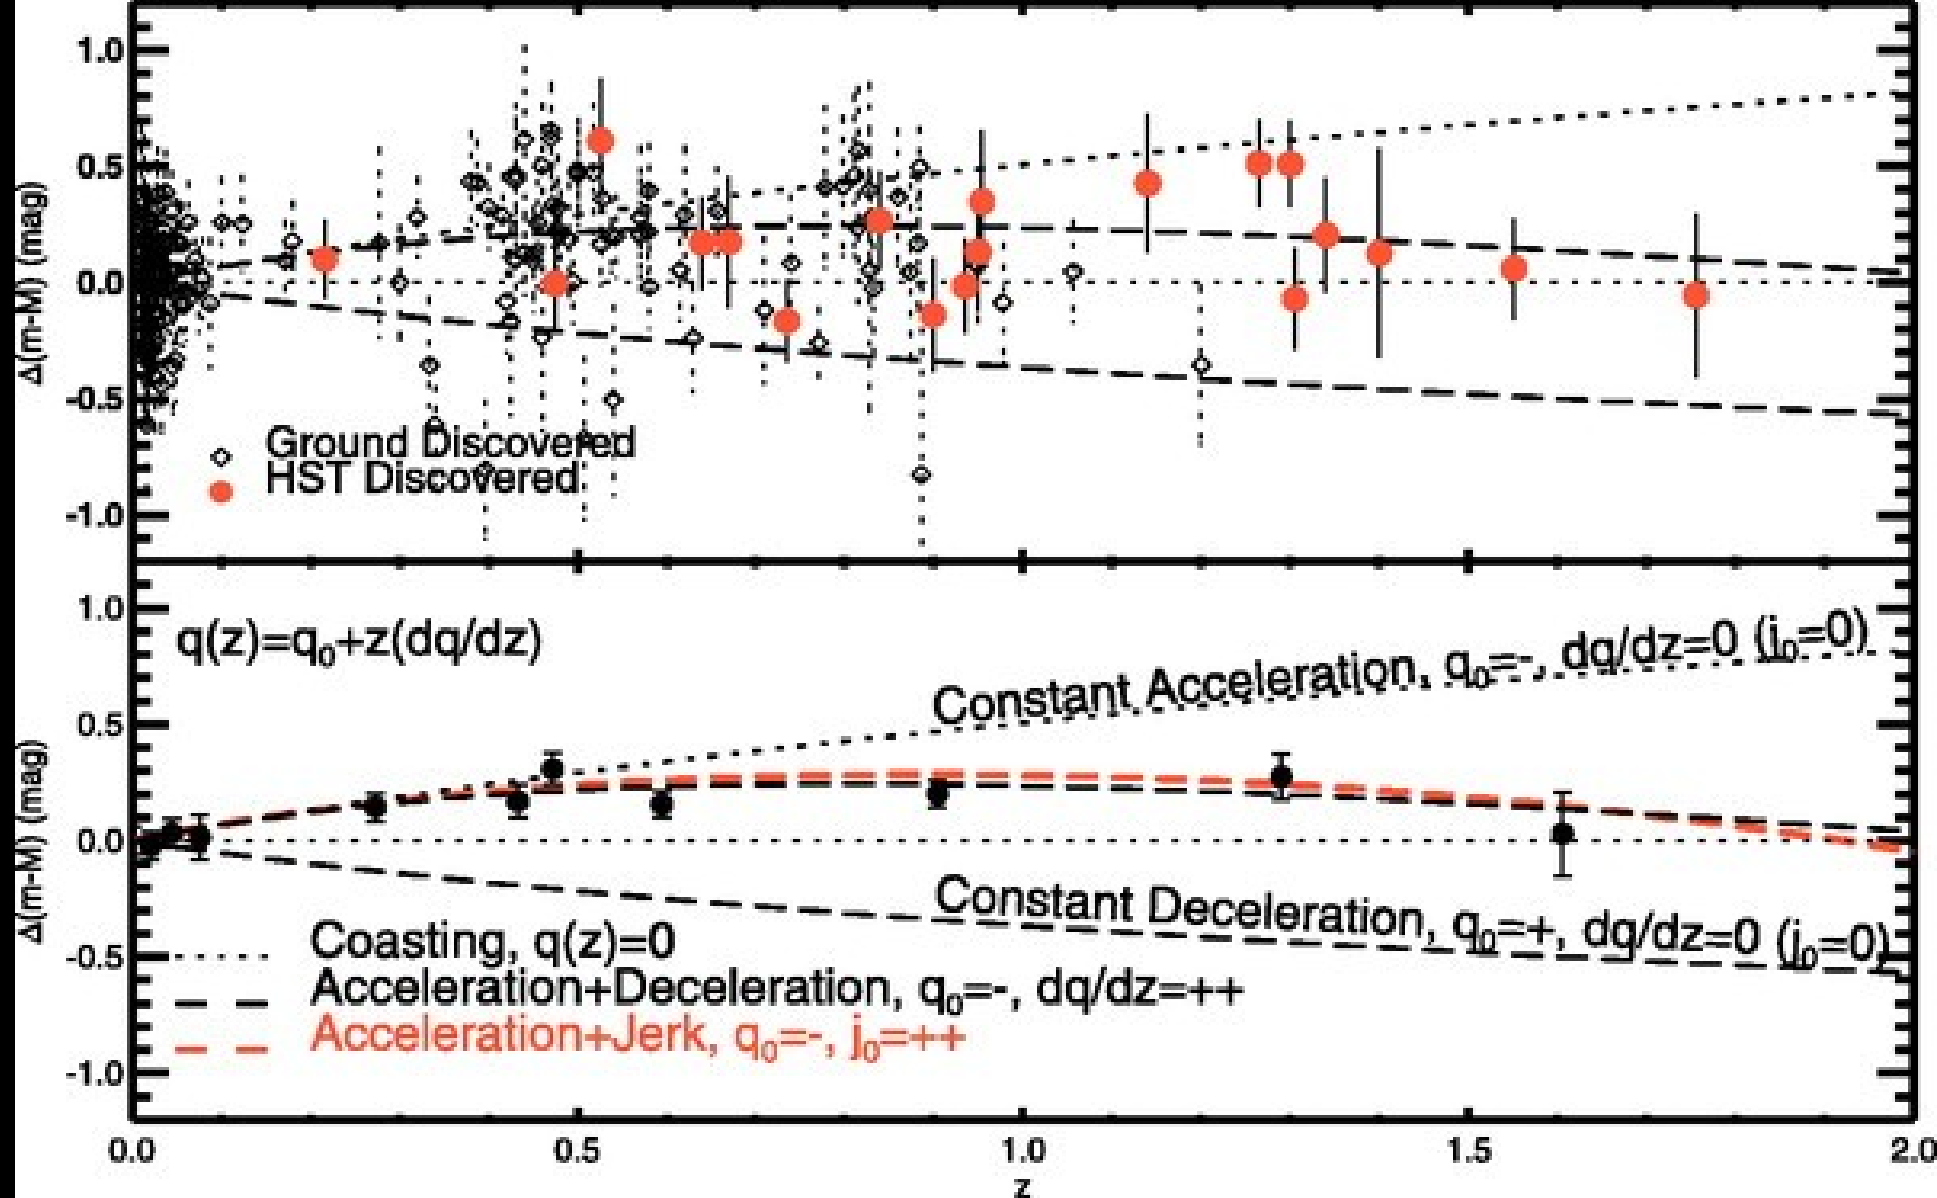 1.0
0.5
0.0
-0.5
-1.0
Δ(m-M) (mag)
Ground Discovered
HST Discovered
1.0
0.5
0.0
-0.5
-1.0
Δ(m-M) (mag)
q(z)=q₀+z(dq/dz)
Constant Acceleration, q₀=-, dq/dz=0 (j₀=0)
Constant Deceleration, q₀=+, dq/dz=0 (j₀=0)
Coasting, q(z)=0
Acceleration+Deceleration, q₀=-, dq/dz=++
Acceleration+Jerk, q₀=-, j₀=++
0.0 0.5 1.0 1.5 2.0
z